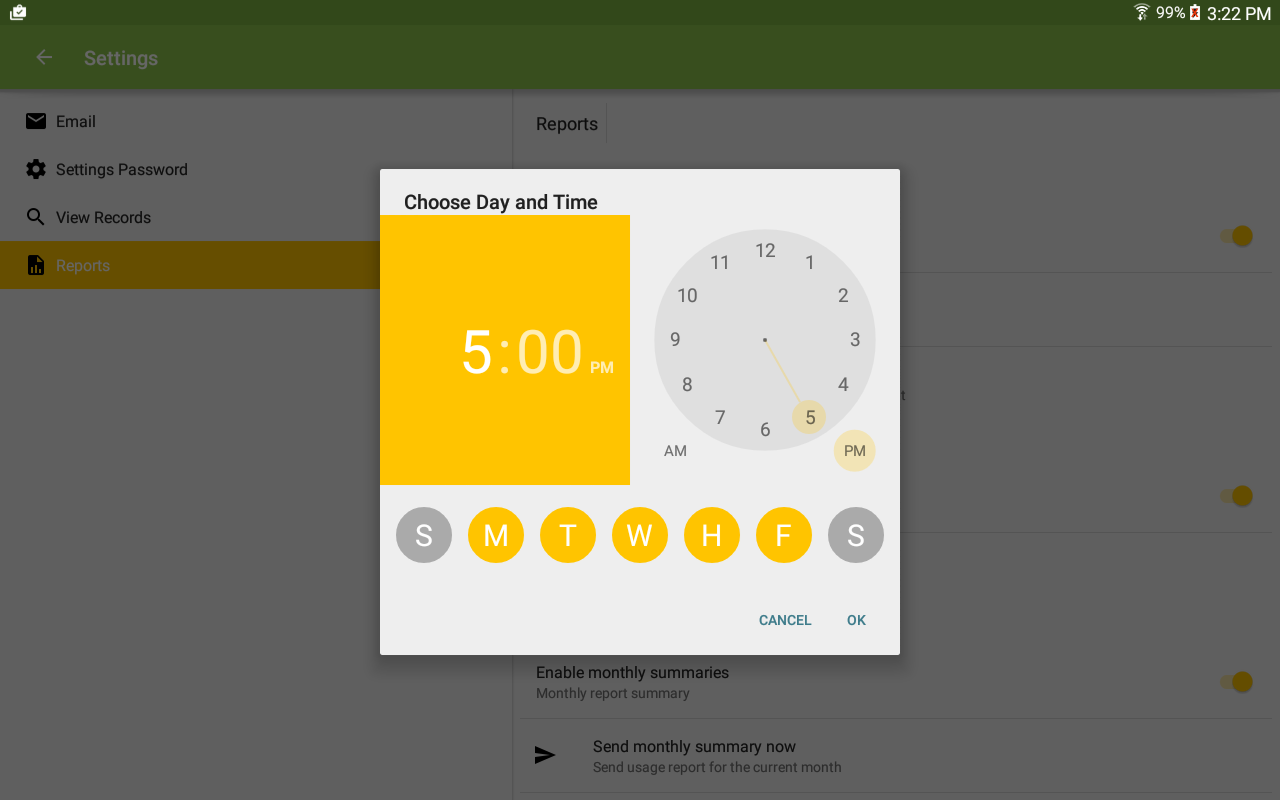 99% 3:22 PM
Settings
Email
Settings Password
View Records
Reports
Reports
Choose Day and Time
5:00 PM
12
1
2
3
4
5
6
7
8
9
10
11
AM
PM
S M T W H F S
CANCEL OK
t
Enable monthly summaries
Monthly report summary
Send monthly summary now
Send usage report for the current month